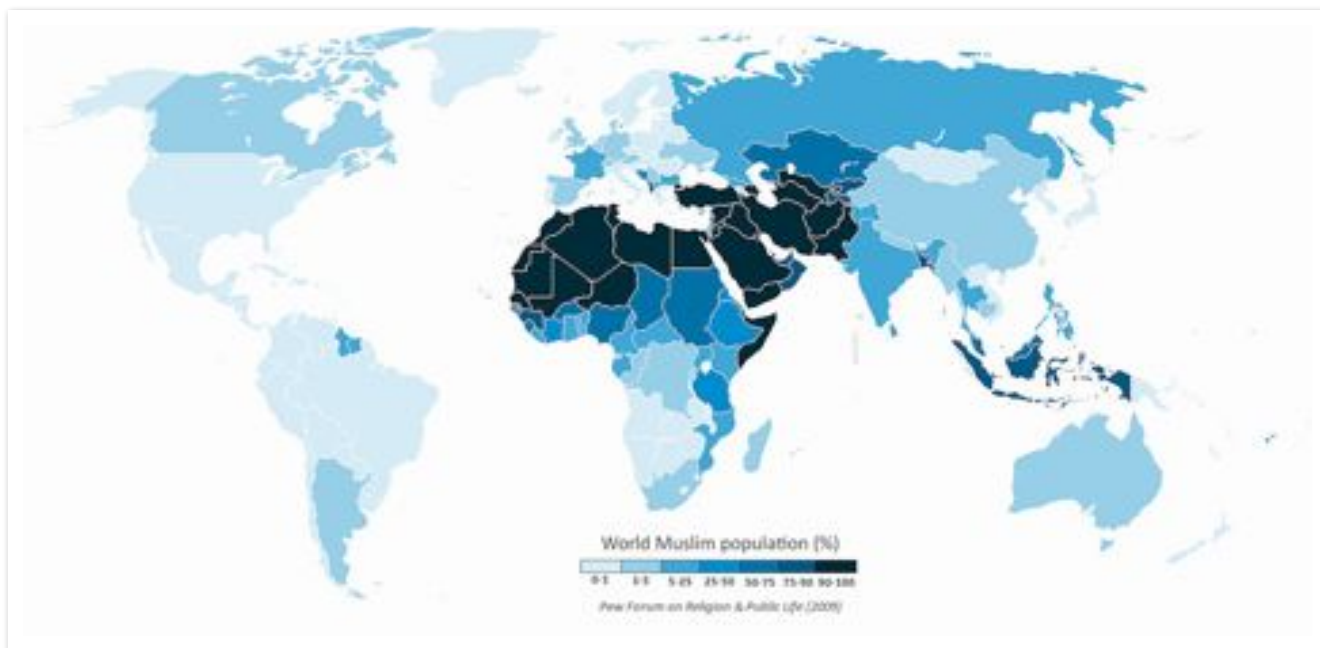 World Muslim population (%)
0-1 1-5 5-25 25-50 50-75 75-90 90-100
Pew Forum on Religion & Public Life (2009)